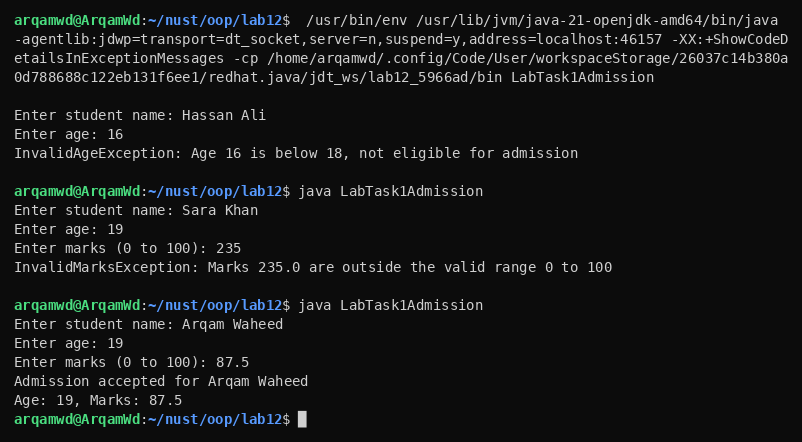 arqamwd@ArqamWd:~/nust/oop/lab12$  /usr/bin/env /usr/lib/jvm/java-21-openjdk-amd64/bin/java
-agentlib:jdwp=transport=dt_socket,server=n,suspend=y,address=localhost:46157 -XX:+ShowCodeD
etailsInExceptionMessages -cp /home/arqamwd/.config/Code/User/workspaceStorage/26037c14b380a
0d788688c122eb131f6ee1/redhat.java/jdt_ws/lab12_5966ad/bin LabTask1Admission
Enter student name: Hassan Ali
Enter age: 16
InvalidAgeException: Age 16 is below 18, not eligible for admission
arqamwd@ArqamWd:~/nust/oop/lab12$ java LabTask1Admission
Enter student name: Sara Khan
Enter age: 19
Enter marks (0 to 100): 235
InvalidMarksException: Marks 235.0 are outside the valid range 0 to 100
arqamwd@ArqamWd:~/nust/oop/lab12$ java LabTask1Admission
Enter student name: Arqam Waheed
Enter age: 19
Enter marks (0 to 100): 87.5
Admission accepted for Arqam Waheed
Age: 19, Marks: 87.5
arqamwd@ArqamWd:~/nust/oop/lab12$